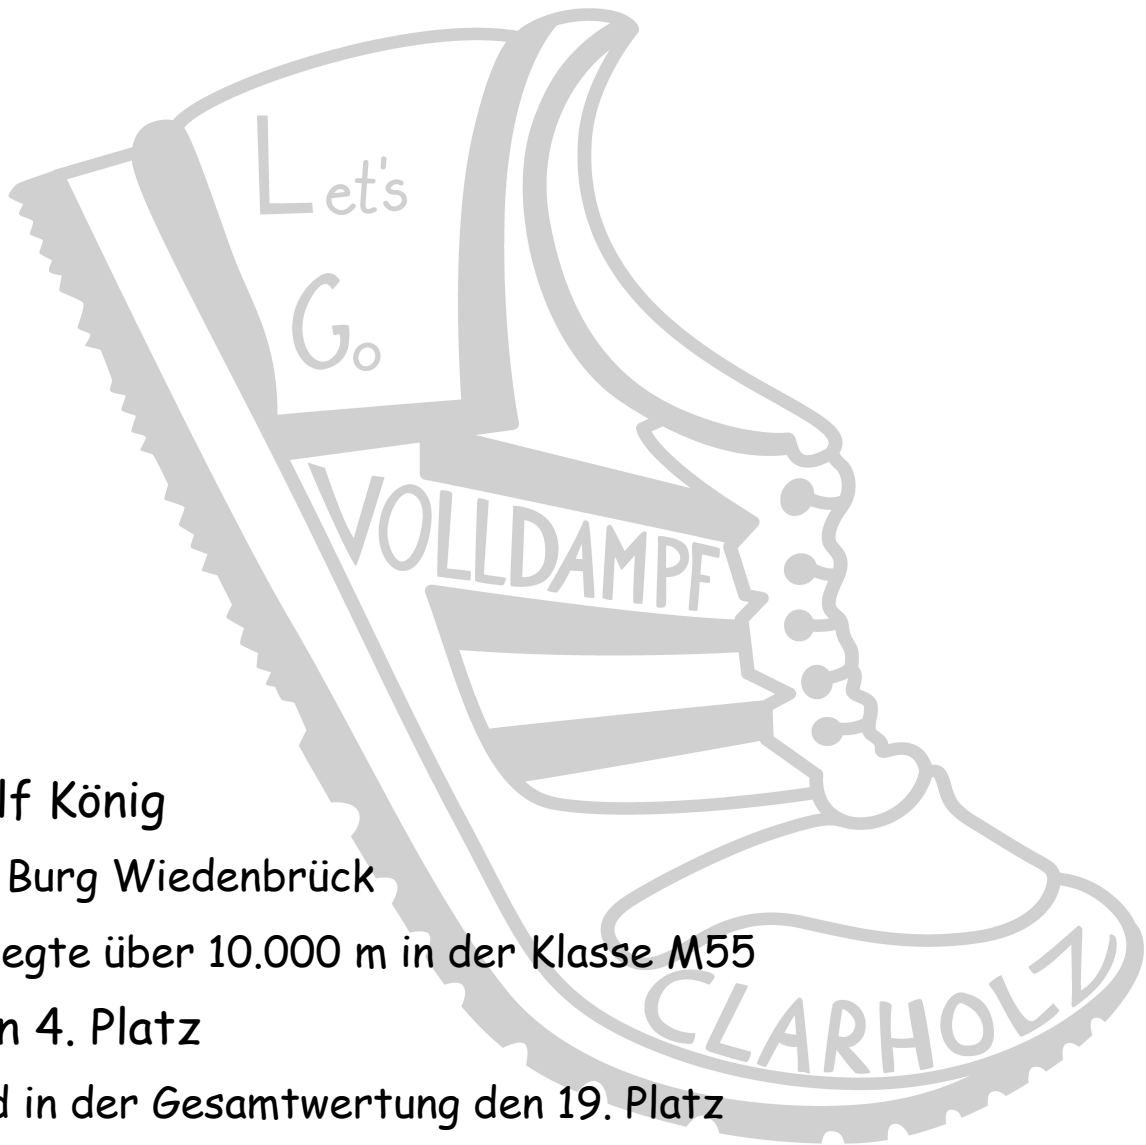 Let's
Go
VOLLDAMPF
lf König
Burg Wiedenbrück
egte über 10.000 m in der Klasse M55
n 4. Platz
CLARHOLZ
d in der Gesamtwertung den 19. Platz